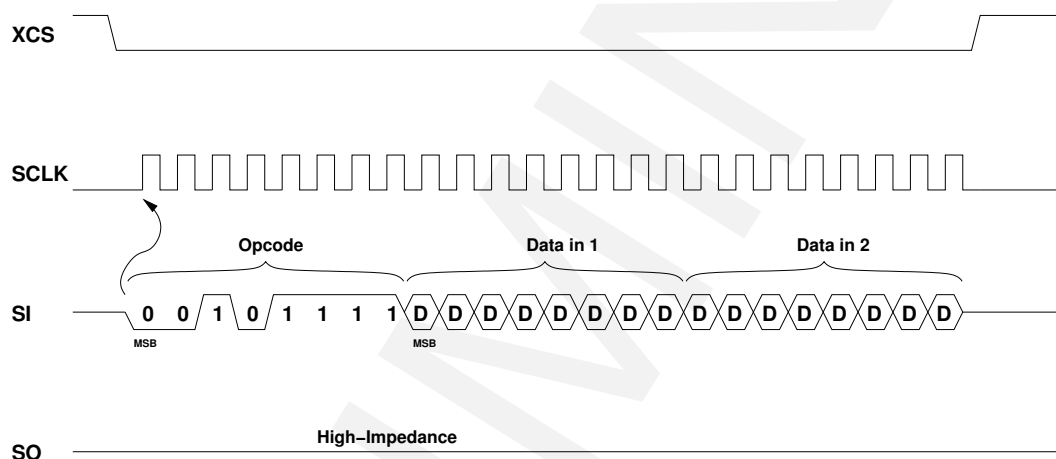 XCS
SCLK
Opcode Data in 1 Data in 2
SI 0 0 1 0 1 1 1 1 D D D D D D D D D D D D D D D D
MSB MSB
High−Impedance
SO